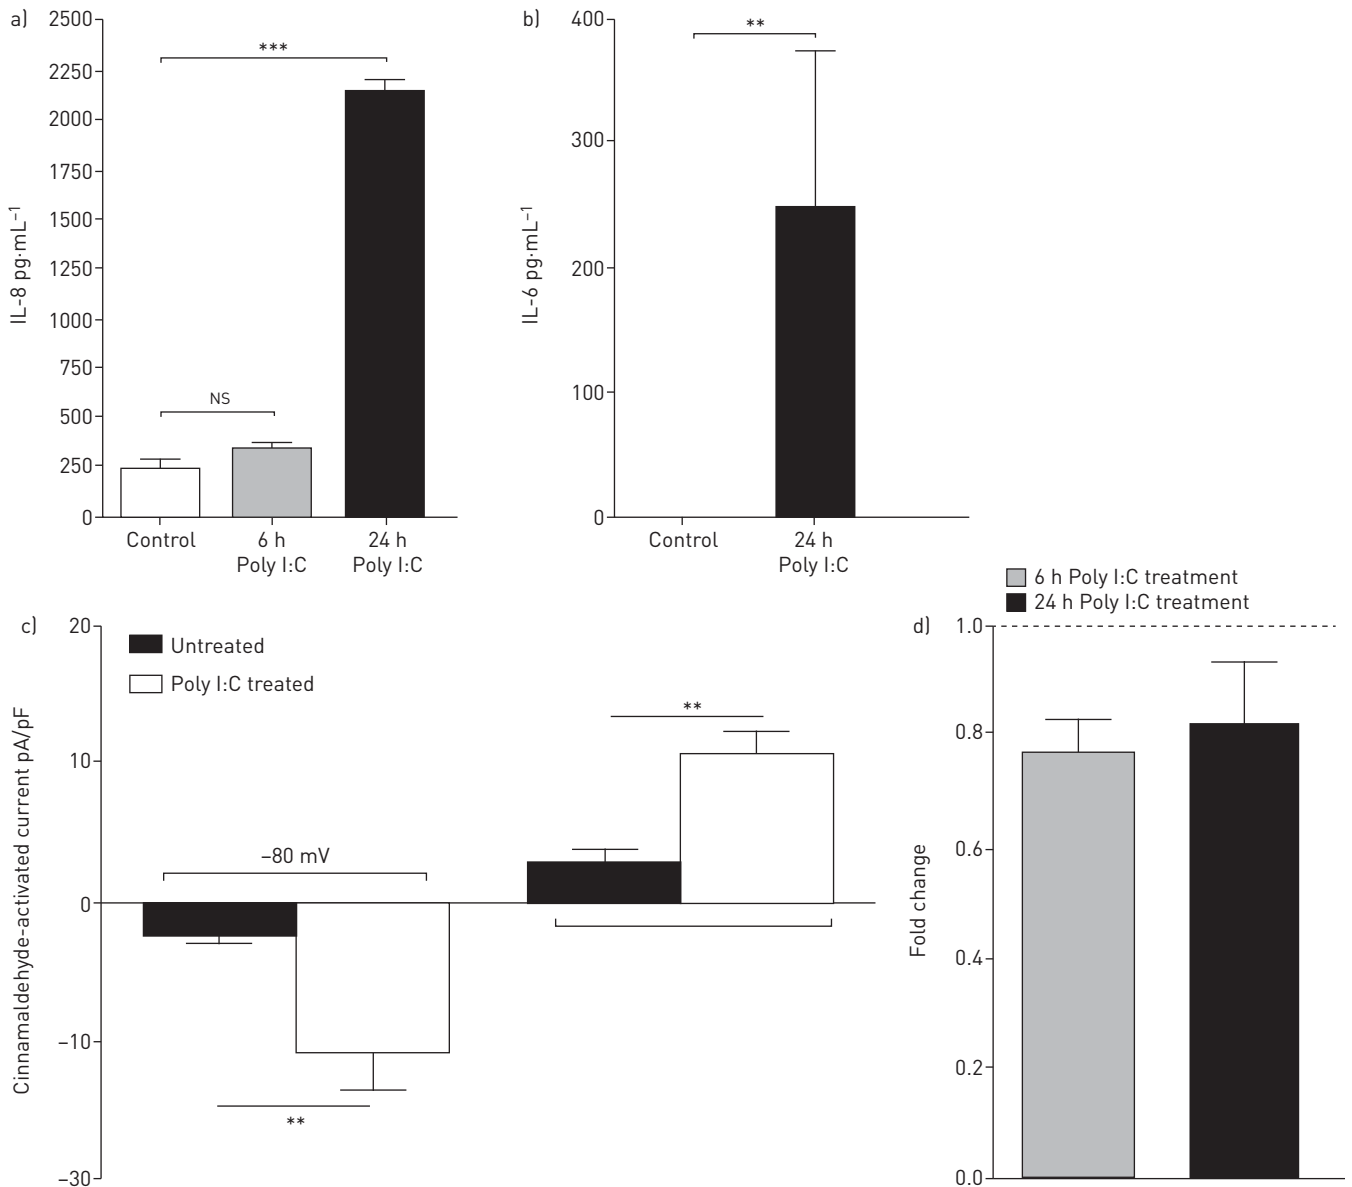 a)
2500
2250
2000
1750
1500
1250
1000
750
500
250
0
IL-8 pg·mL⁻¹
***
NS
Control
6 h
Poly I:C
24 h
Poly I:C
b)
400
300
200
100
0
IL-6 pg·mL⁻¹
**
Control
24 h
Poly I:C
c)
20
10
0
–10
–30
Cinnamaldehyde-activated current pA/pF
Untreated
Poly I:C treated
–80 mV
**
**
6 h Poly I:C treatment
24 h Poly I:C treatment
d)
1.0
0.8
0.6
0.4
0.2
0.0
Fold change